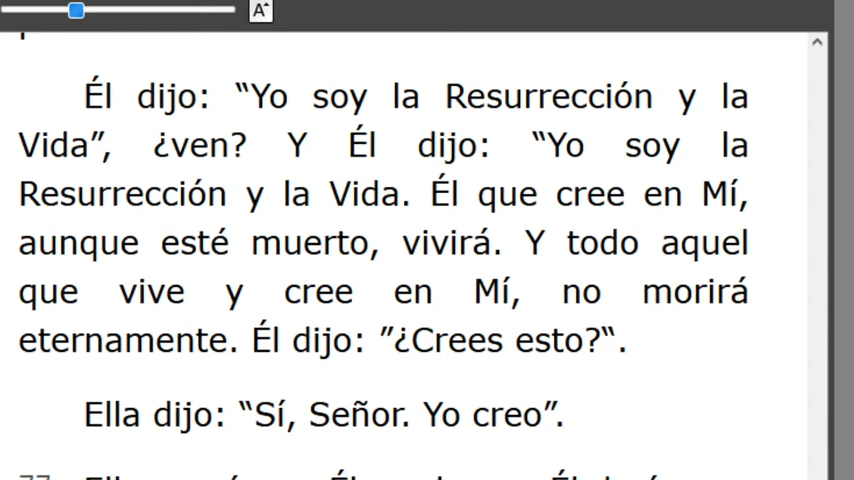 A
Él dijo: “Yo soy la Resurrección y la
Vida”, ¿ven? Y Él dijo: “Yo soy la
Resurrección y la Vida. Él que cree en Mí,
aunque esté muerto, vivirá. Y todo aquel
que vive y cree en Mí, no morirá
eternamente. Él dijo: ”¿Crees esto?“.
Ella dijo: “Sí, Señor. Yo creo”.